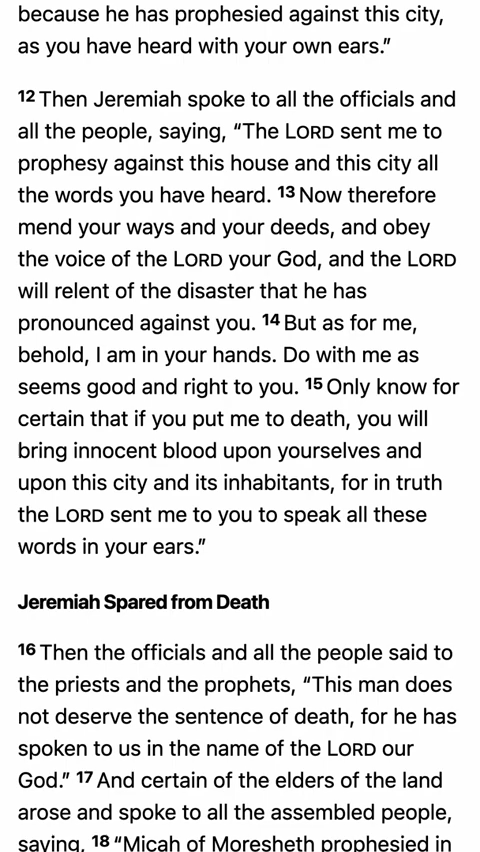 because he has prophesied against this city,
as you have heard with your own ears.”
12 Then Jeremiah spoke to all the officials and
all the people, saying, “The LORD sent me to
prophesy against this house and this city all
the words you have heard. 13 Now therefore
mend your ways and your deeds, and obey
the voice of the LORD your God, and the LORD
will relent of the disaster that he has
pronounced against you. 14 But as for me,
behold, I am in your hands. Do with me as
seems good and right to you. 15 Only know for
certain that if you put me to death, you will
bring innocent blood upon yourselves and
upon this city and its inhabitants, for in truth
the LORD sent me to you to speak all these
words in your ears.”
Jeremiah Spared from Death
16 Then the officials and all the people said to
the priests and the prophets, “This man does
not deserve the sentence of death, for he has
spoken to us in the name of the LORD our
God.” 17 And certain of the elders of the land
arose and spoke to all the assembled people,
saying, 18 “Micah of Moresheth prophesied in